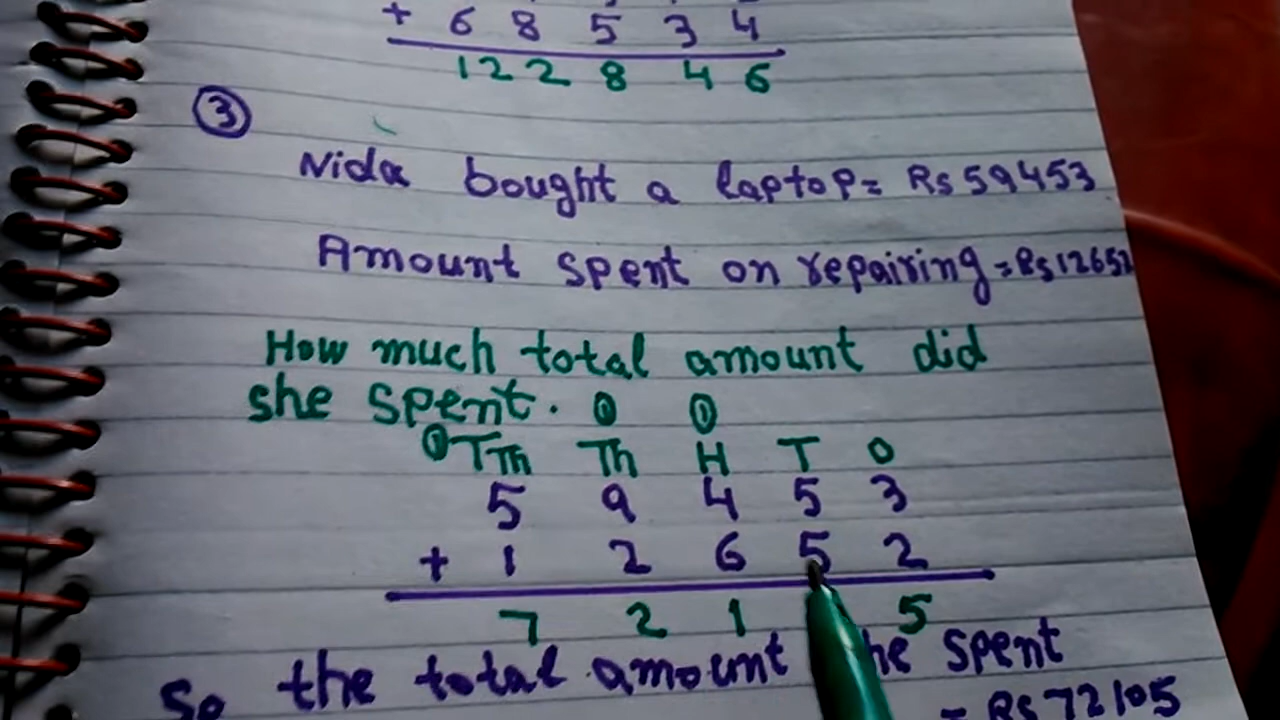 + 6 8 5 3 4
1 2 2 8 4 6
3
Nida bought a laptop= Rs 59453
Amount spent on repairing =Rs 12652
How much total amount did
she spent. 1 1
1 TTh Th H T O
5 9 4 5 3
+ 1 2 6 5 2
7 2 1 5
So the total amount he spent
= Rs 72105